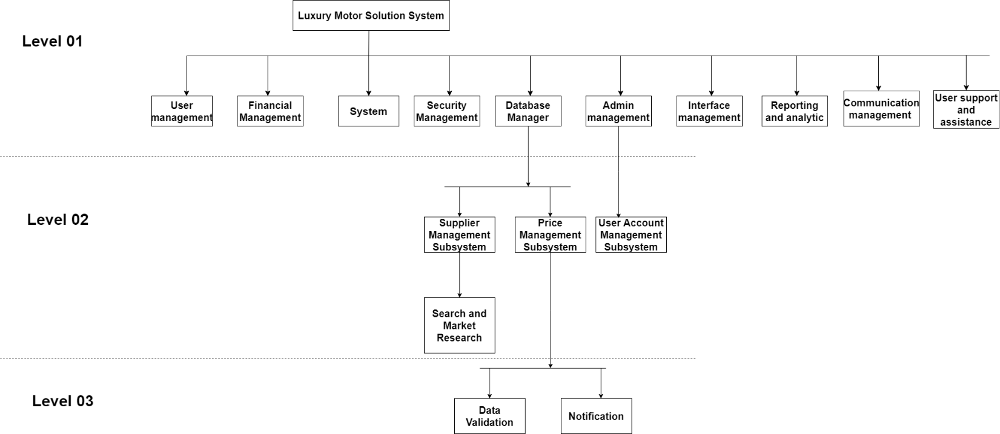 Luxury Motor Solution System
Level 01
User
management
Financial
Management
System
Security
Management
Database
Manager
Admin
management
Interface
management
Reporting
and analytic
Communication
management
User support
and
assistance
Level 02
Supplier
Management
Subsystem
Price
Management
Subsystem
User Account
Management
Subsystem
Search and
Market
Research
Level 03
Data
Validation
Notification